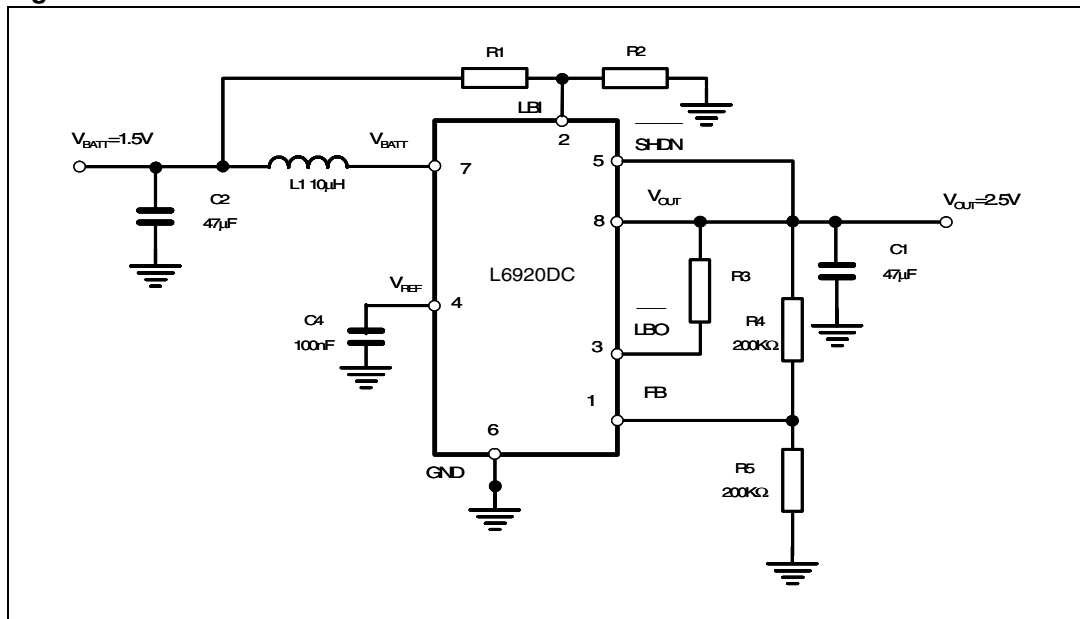 R1
R2
LBI
2
SHDN
V_BATT=1.5V
V_BATT
7
5
C2
47µF
L1 10µH
V_OUT
8
V_OUT=2.5V
C1
47µF
L6920DC
R3
V_REF
4
C4
100nF
LBO
R4
200KΩ
3
1
FB
6
GND
R5
200KΩ